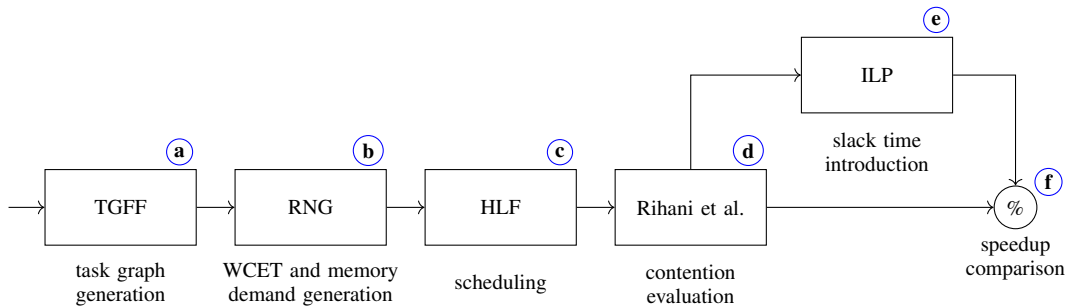 e
ILP
slack time
introduction
a
TGFF
task graph
generation
b
RNG
WCET and memory
demand generation
c
HLF
scheduling
d
Rihani et al.
contention
evaluation
f
%
speedup
comparison